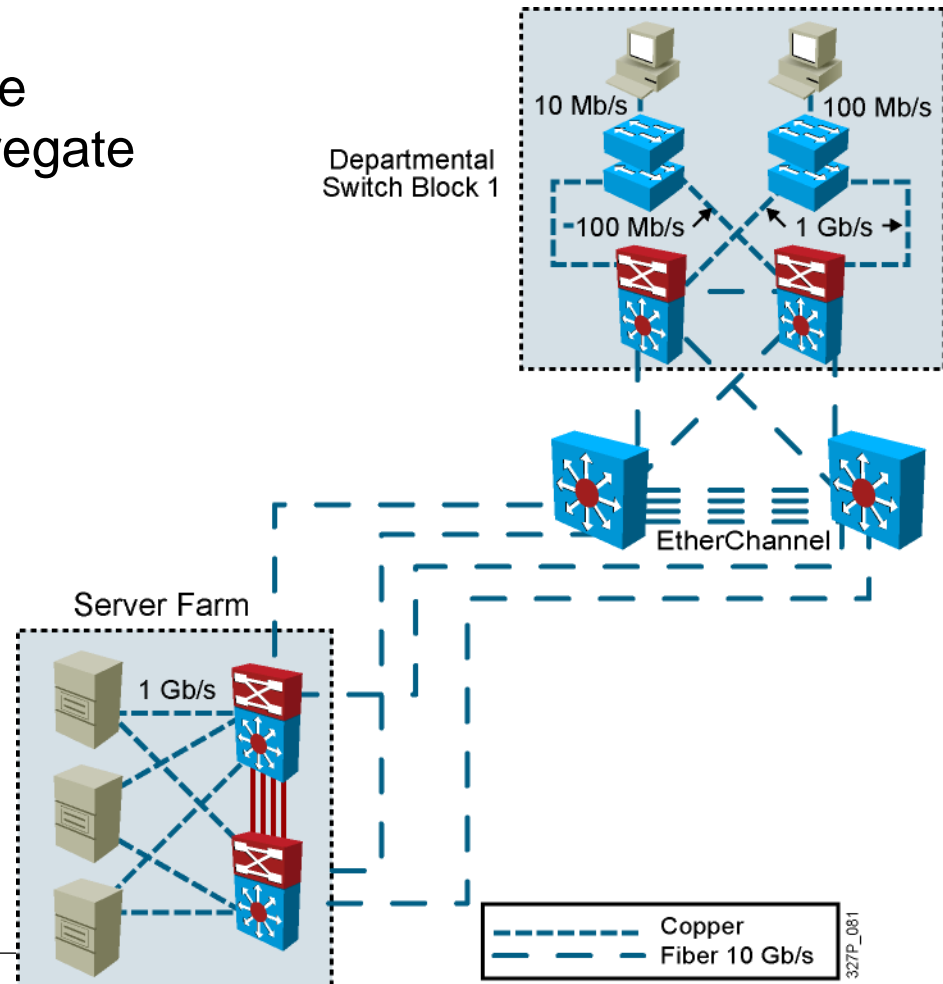 e
regate
10 Mb/s
100 Mb/s
Departmental
Switch Block 1
100 Mb/s
1 Gb/s
EtherChannel
Server Farm
1 Gb/s
Copper
Fiber 10 Gb/s
327P_081